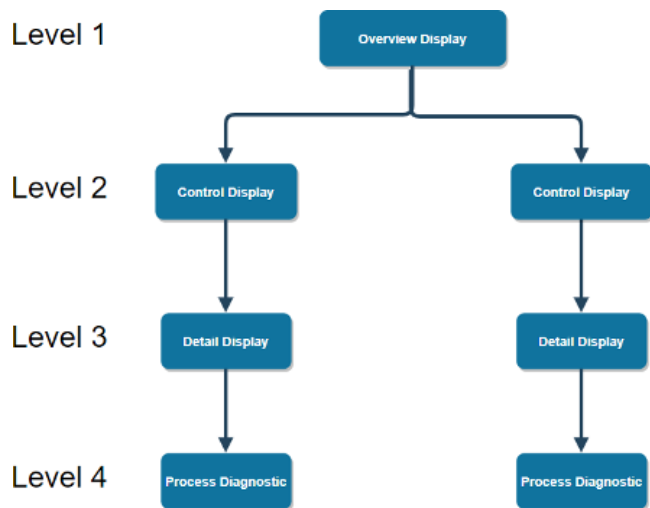 Level 1
Overview Display
Level 2
Control Display
Control Display
Level 3
Detail Display
Detail Display
Level 4
Process Diagnostic
Process Diagnostic